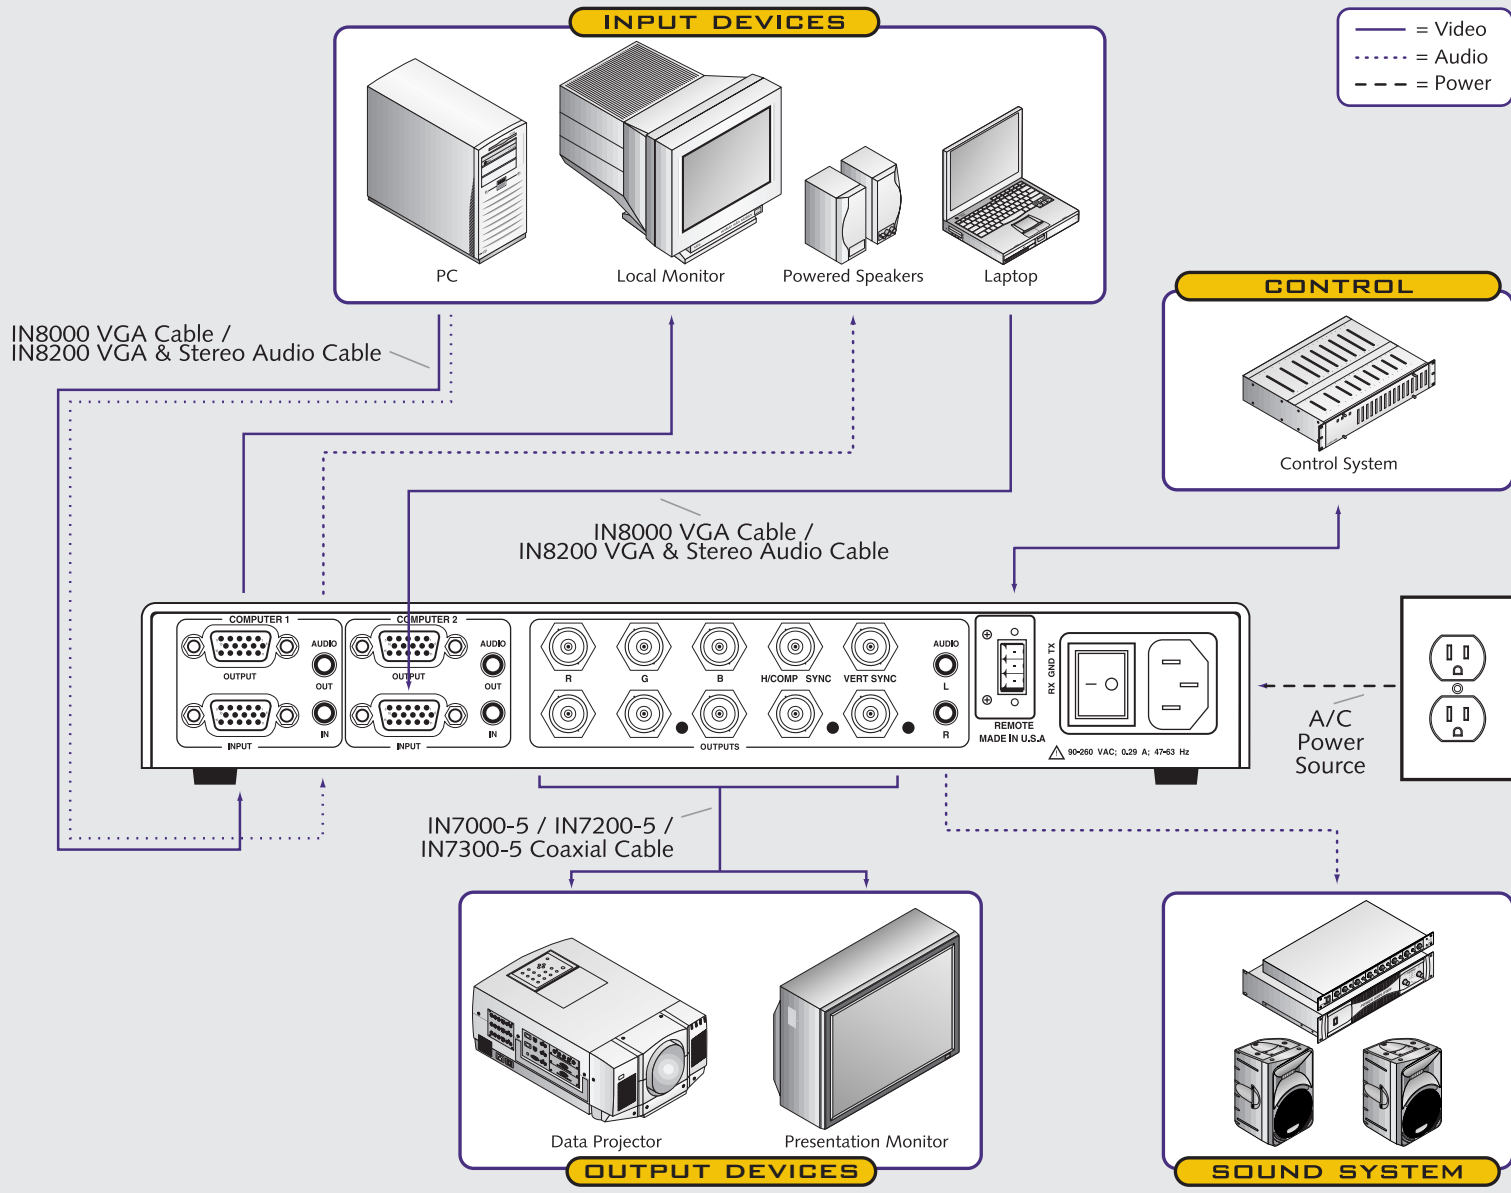 INPUT DEVICES
= Video
= Audio
= Power
PC
Local Monitor
Powered Speakers
Laptop
CONTROL
Control System
IN8000 VGA Cable /
IN8200 VGA & Stereo Audio Cable
IN8000 VGA Cable /
IN8200 VGA & Stereo Audio Cable
COMPUTER 1
AUDIO
OUTPUT
OUT
INPUT
IN
COMPUTER 2
AUDIO
OUTPUT
OUT
INPUT
IN
R
G
B
H/COMP SYNC
VERT SYNC
AUDIO
L
R
OUTPUTS
REMOTE
MADE IN U.S.A
RX GND TX
90-260 VAC; 0.29 A; 47-63 Hz
A/C
Power
Source
IN7000-5 / IN7200-5 /
IN7300-5 Coaxial Cable
Data Projector
Presentation Monitor
OUTPUT DEVICES
SOUND SYSTEM